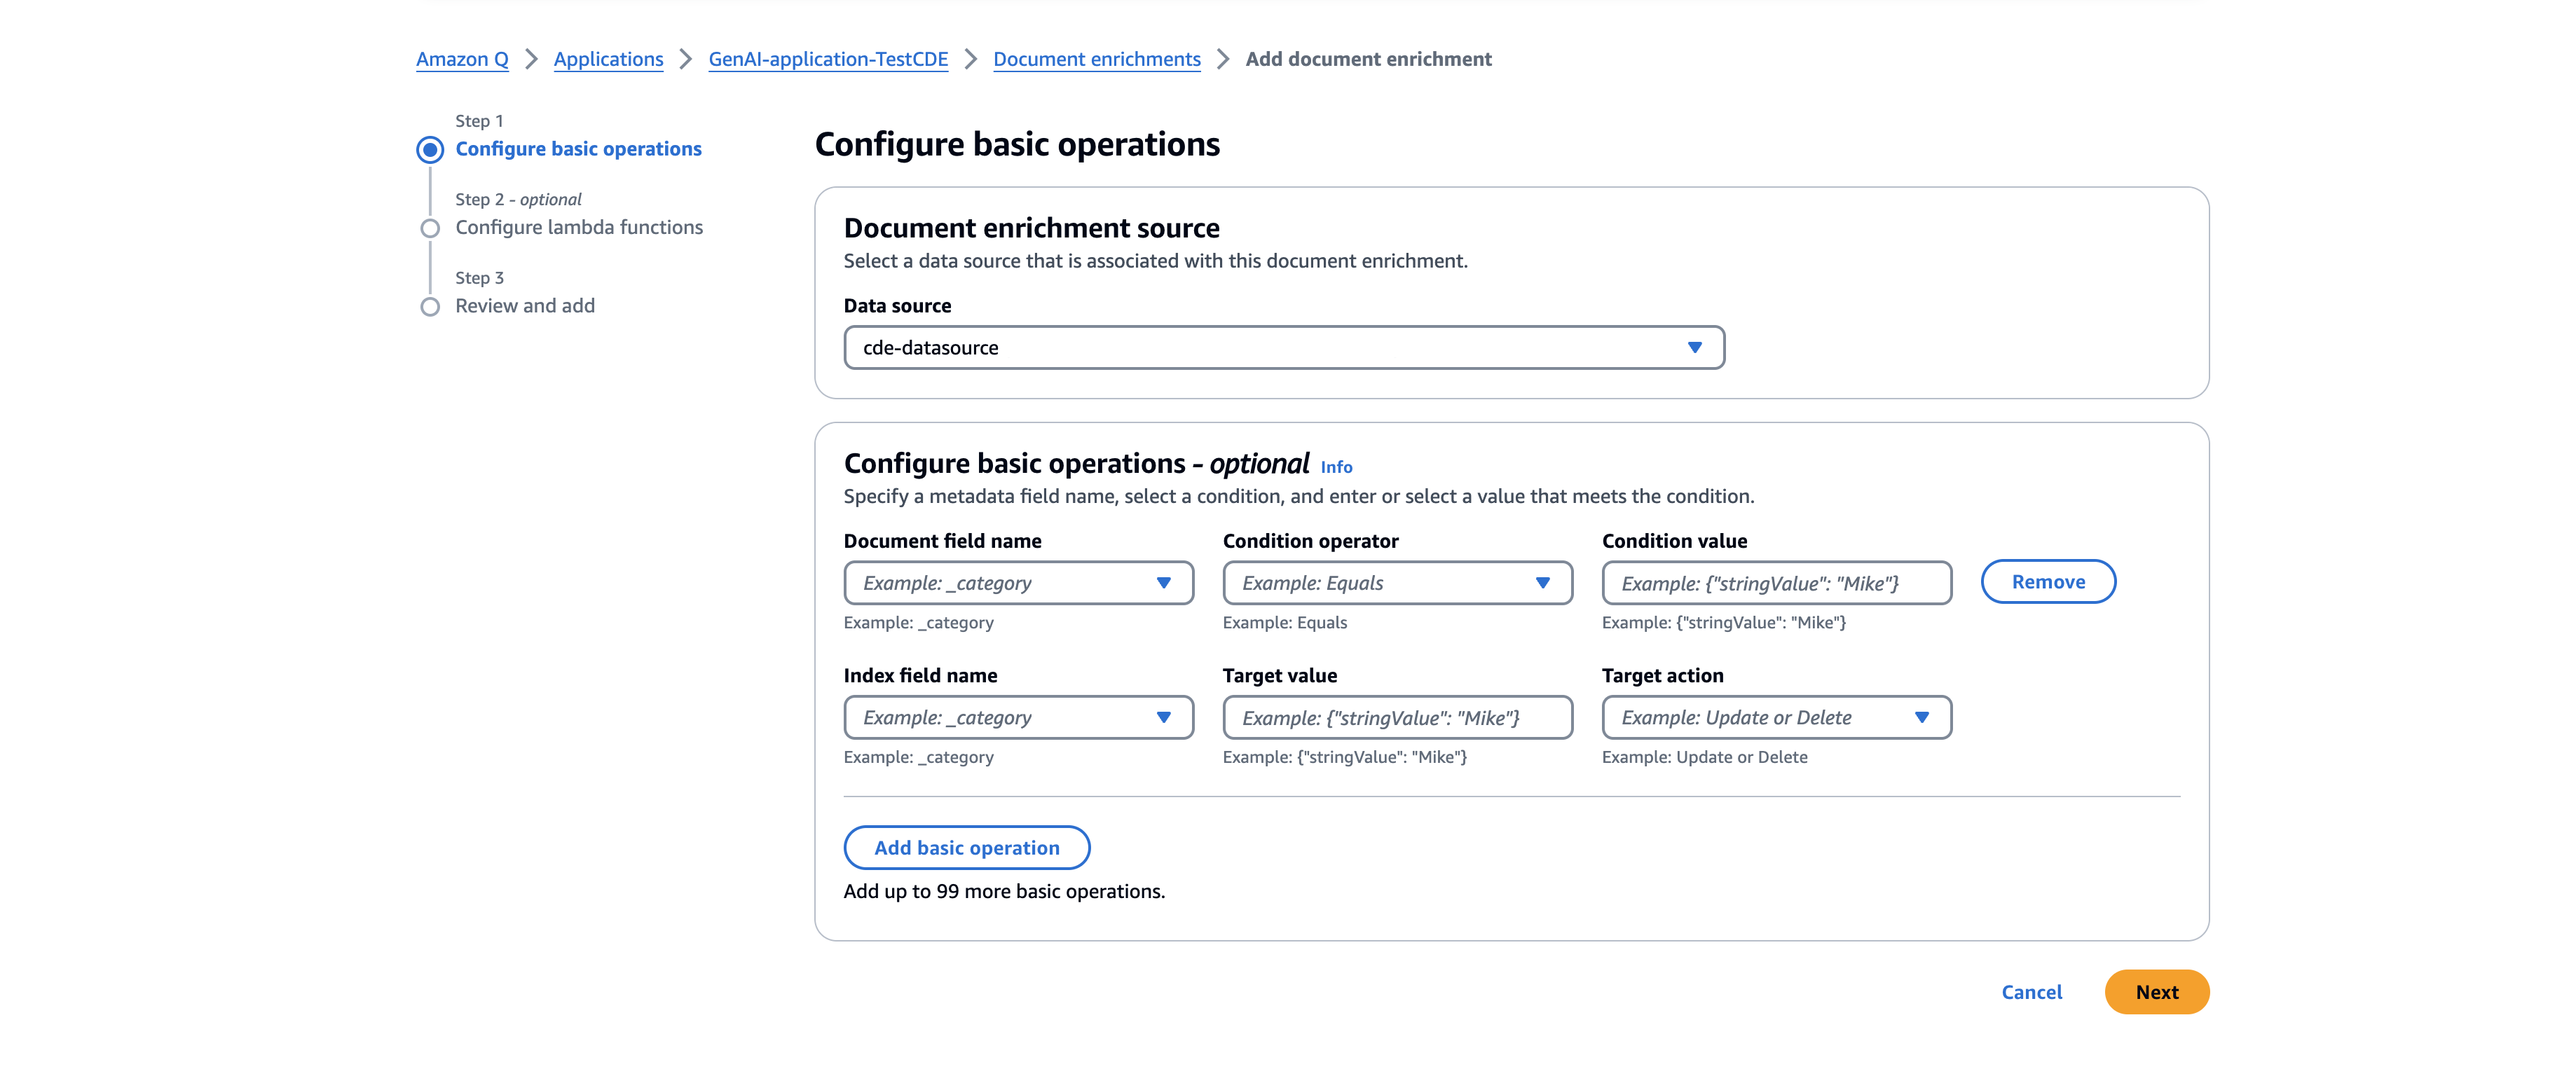 Amazon Q > Applications > GenAI-application-TestCDE > Document enrichments > Add document enrichment
Step 1
Configure basic operations
Step 2 - optional
Configure lambda functions
Step 3
Review and add
Configure basic operations
Document enrichment source
Select a data source that is associated with this document enrichment.
Data source
cde-datasource
Configure basic operations - optional Info
Specify a metadata field name, select a condition, and enter or select a value that meets the condition.
Document field name Condition operator Condition value
Example: _category Example: Equals Example: {"stringValue": "Mike"} Remove
Example: _category Example: Equals Example: {"stringValue": "Mike"}
Index field name Target value Target action
Example: _category Example: {"stringValue": "Mike"} Example: Update or Delete
Example: _category Example: {"stringValue": "Mike"} Example: Update or Delete
Add basic operation
Add up to 99 more basic operations.
Cancel Next